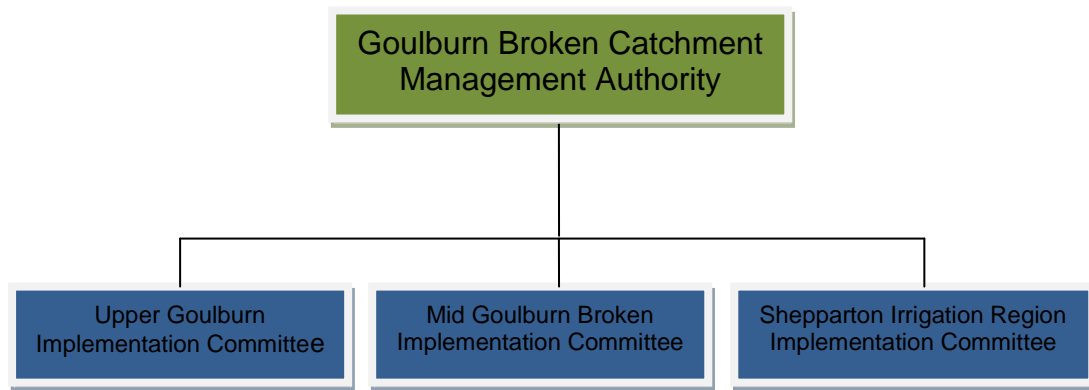 Goulburn Broken Catchment
Management Authority
Upper Goulburn
Implementation Committee
Mid Goulburn Broken
Implementation Committee
Shepparton Irrigation Region
Implementation Committee